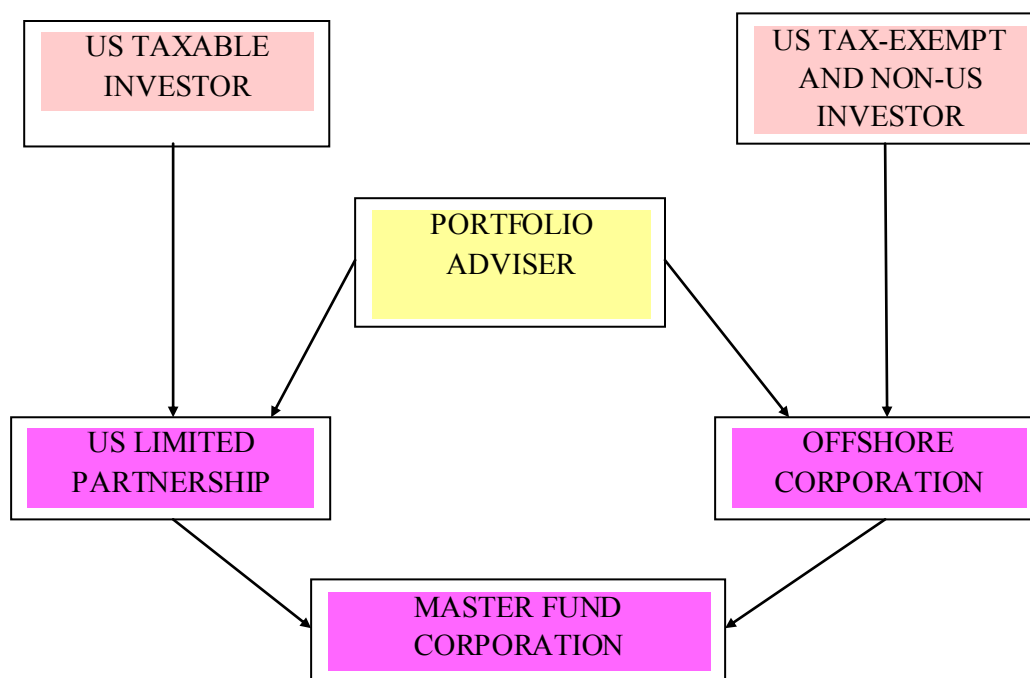 US TAXABLE
INVESTOR
US TAX-EXEMPT
AND NON-US
INVESTOR
PORTFOLIO
ADVISER
US LIMITED
PARTNERSHIP
OFFSHORE
CORPORATION
MASTER FUND
CORPORATION